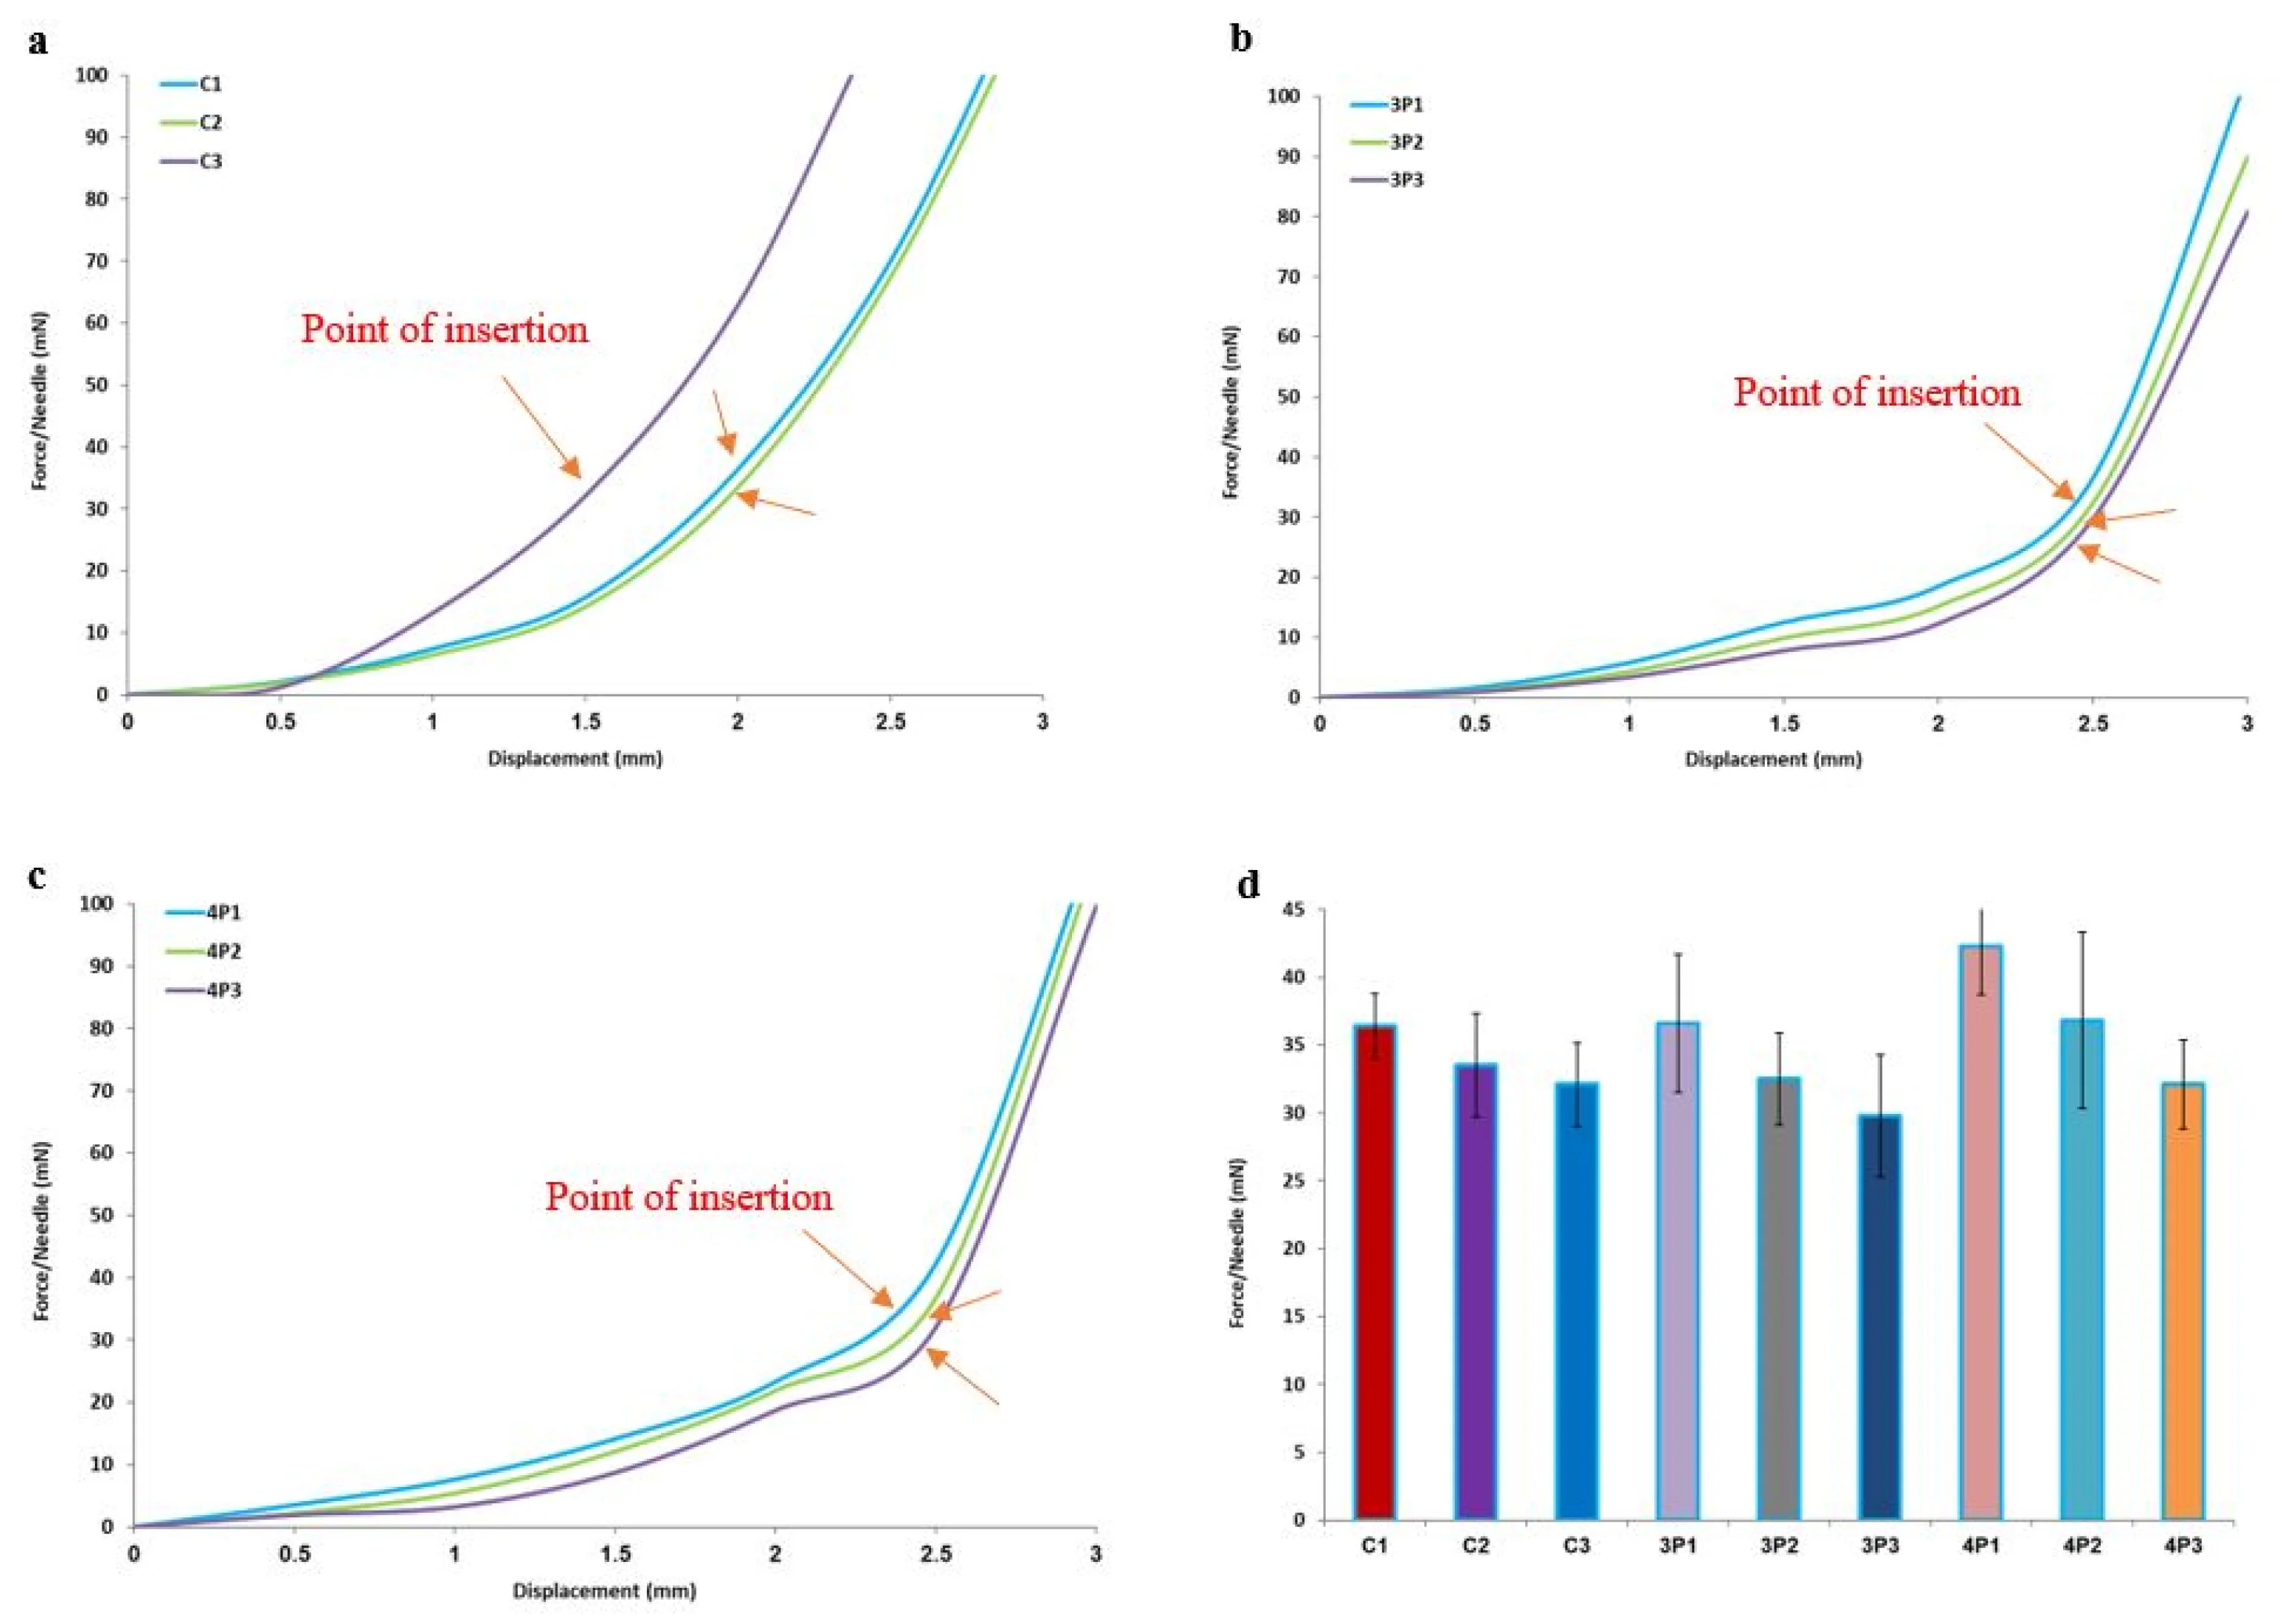 a
C1
C2
C3
100
90
80
70
60
50
40
30
20
10
0
Force/Needle (mN)
Point of insertion
0 0.5 1 1.5 2 2.5 3
Displacement (mm)
b
3P1
3P2
3P3
100
90
80
70
60
50
40
30
20
10
0
Force/Needle (mN)
Point of insertion
0 0.5 1 1.5 2 2.5 3
Displacement (mm)
c
4P1
4P2
4P3
100
90
80
70
60
50
40
30
20
10
0
Force/Needle (mN)
Point of insertion
0 0.5 1 1.5 2 2.5 3
Displacement (mm)
d
45
40
35
30
25
20
15
10
5
0
Force/Needle (mN)
C1 C2 C3 3P1 3P2 3P3 4P1 4P2 4P3